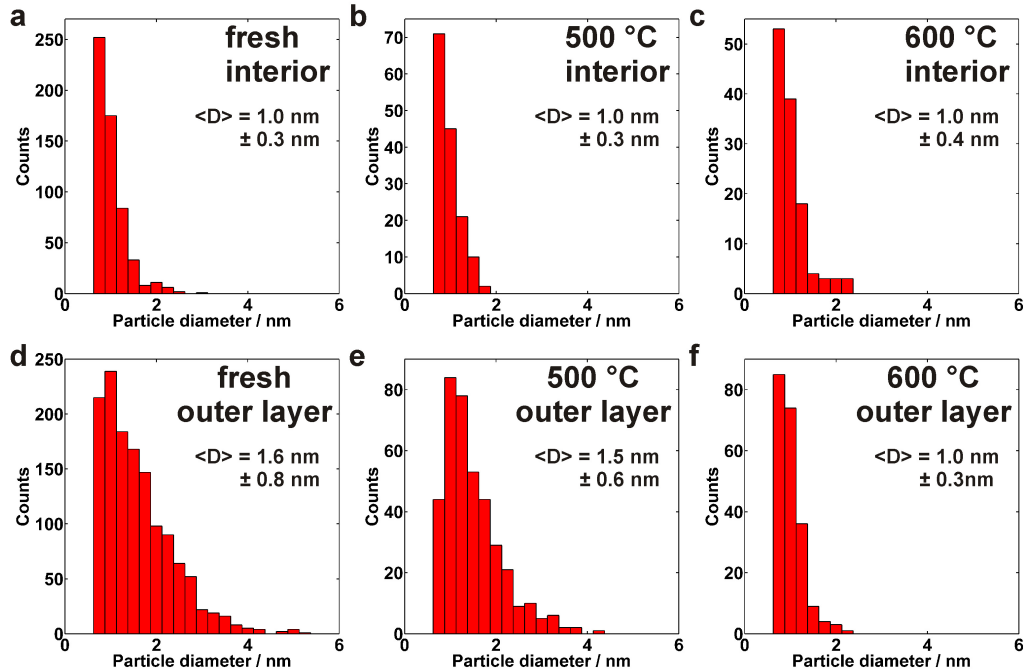 a
fresh
interior
<D> = 1.0 nm
± 0.3 nm
Counts
250
200
150
100
50
0
0
2
4
6
Particle diameter / nm
b
500 °C
interior
<D> = 1.0 nm
± 0.3 nm
Counts
70
60
50
40
30
20
10
0
0
2
4
6
Particle diameter / nm
c
600 °C
interior
<D> = 1.0 nm
± 0.4 nm
Counts
50
40
30
20
10
0
0
2
4
6
Particle diameter / nm
d
fresh
outer layer
<D> = 1.6 nm
± 0.8 nm
Counts
250
200
150
100
50
0
0
2
4
6
Particle diameter / nm
e
500 °C
outer layer
<D> = 1.5 nm
± 0.6 nm
Counts
80
60
40
20
0
0
2
4
6
Particle diameter / nm
f
600 °C
outer layer
<D> = 1.0 nm
± 0.3nm
Counts
80
60
40
20
0
0
2
4
6
Particle diameter / nm